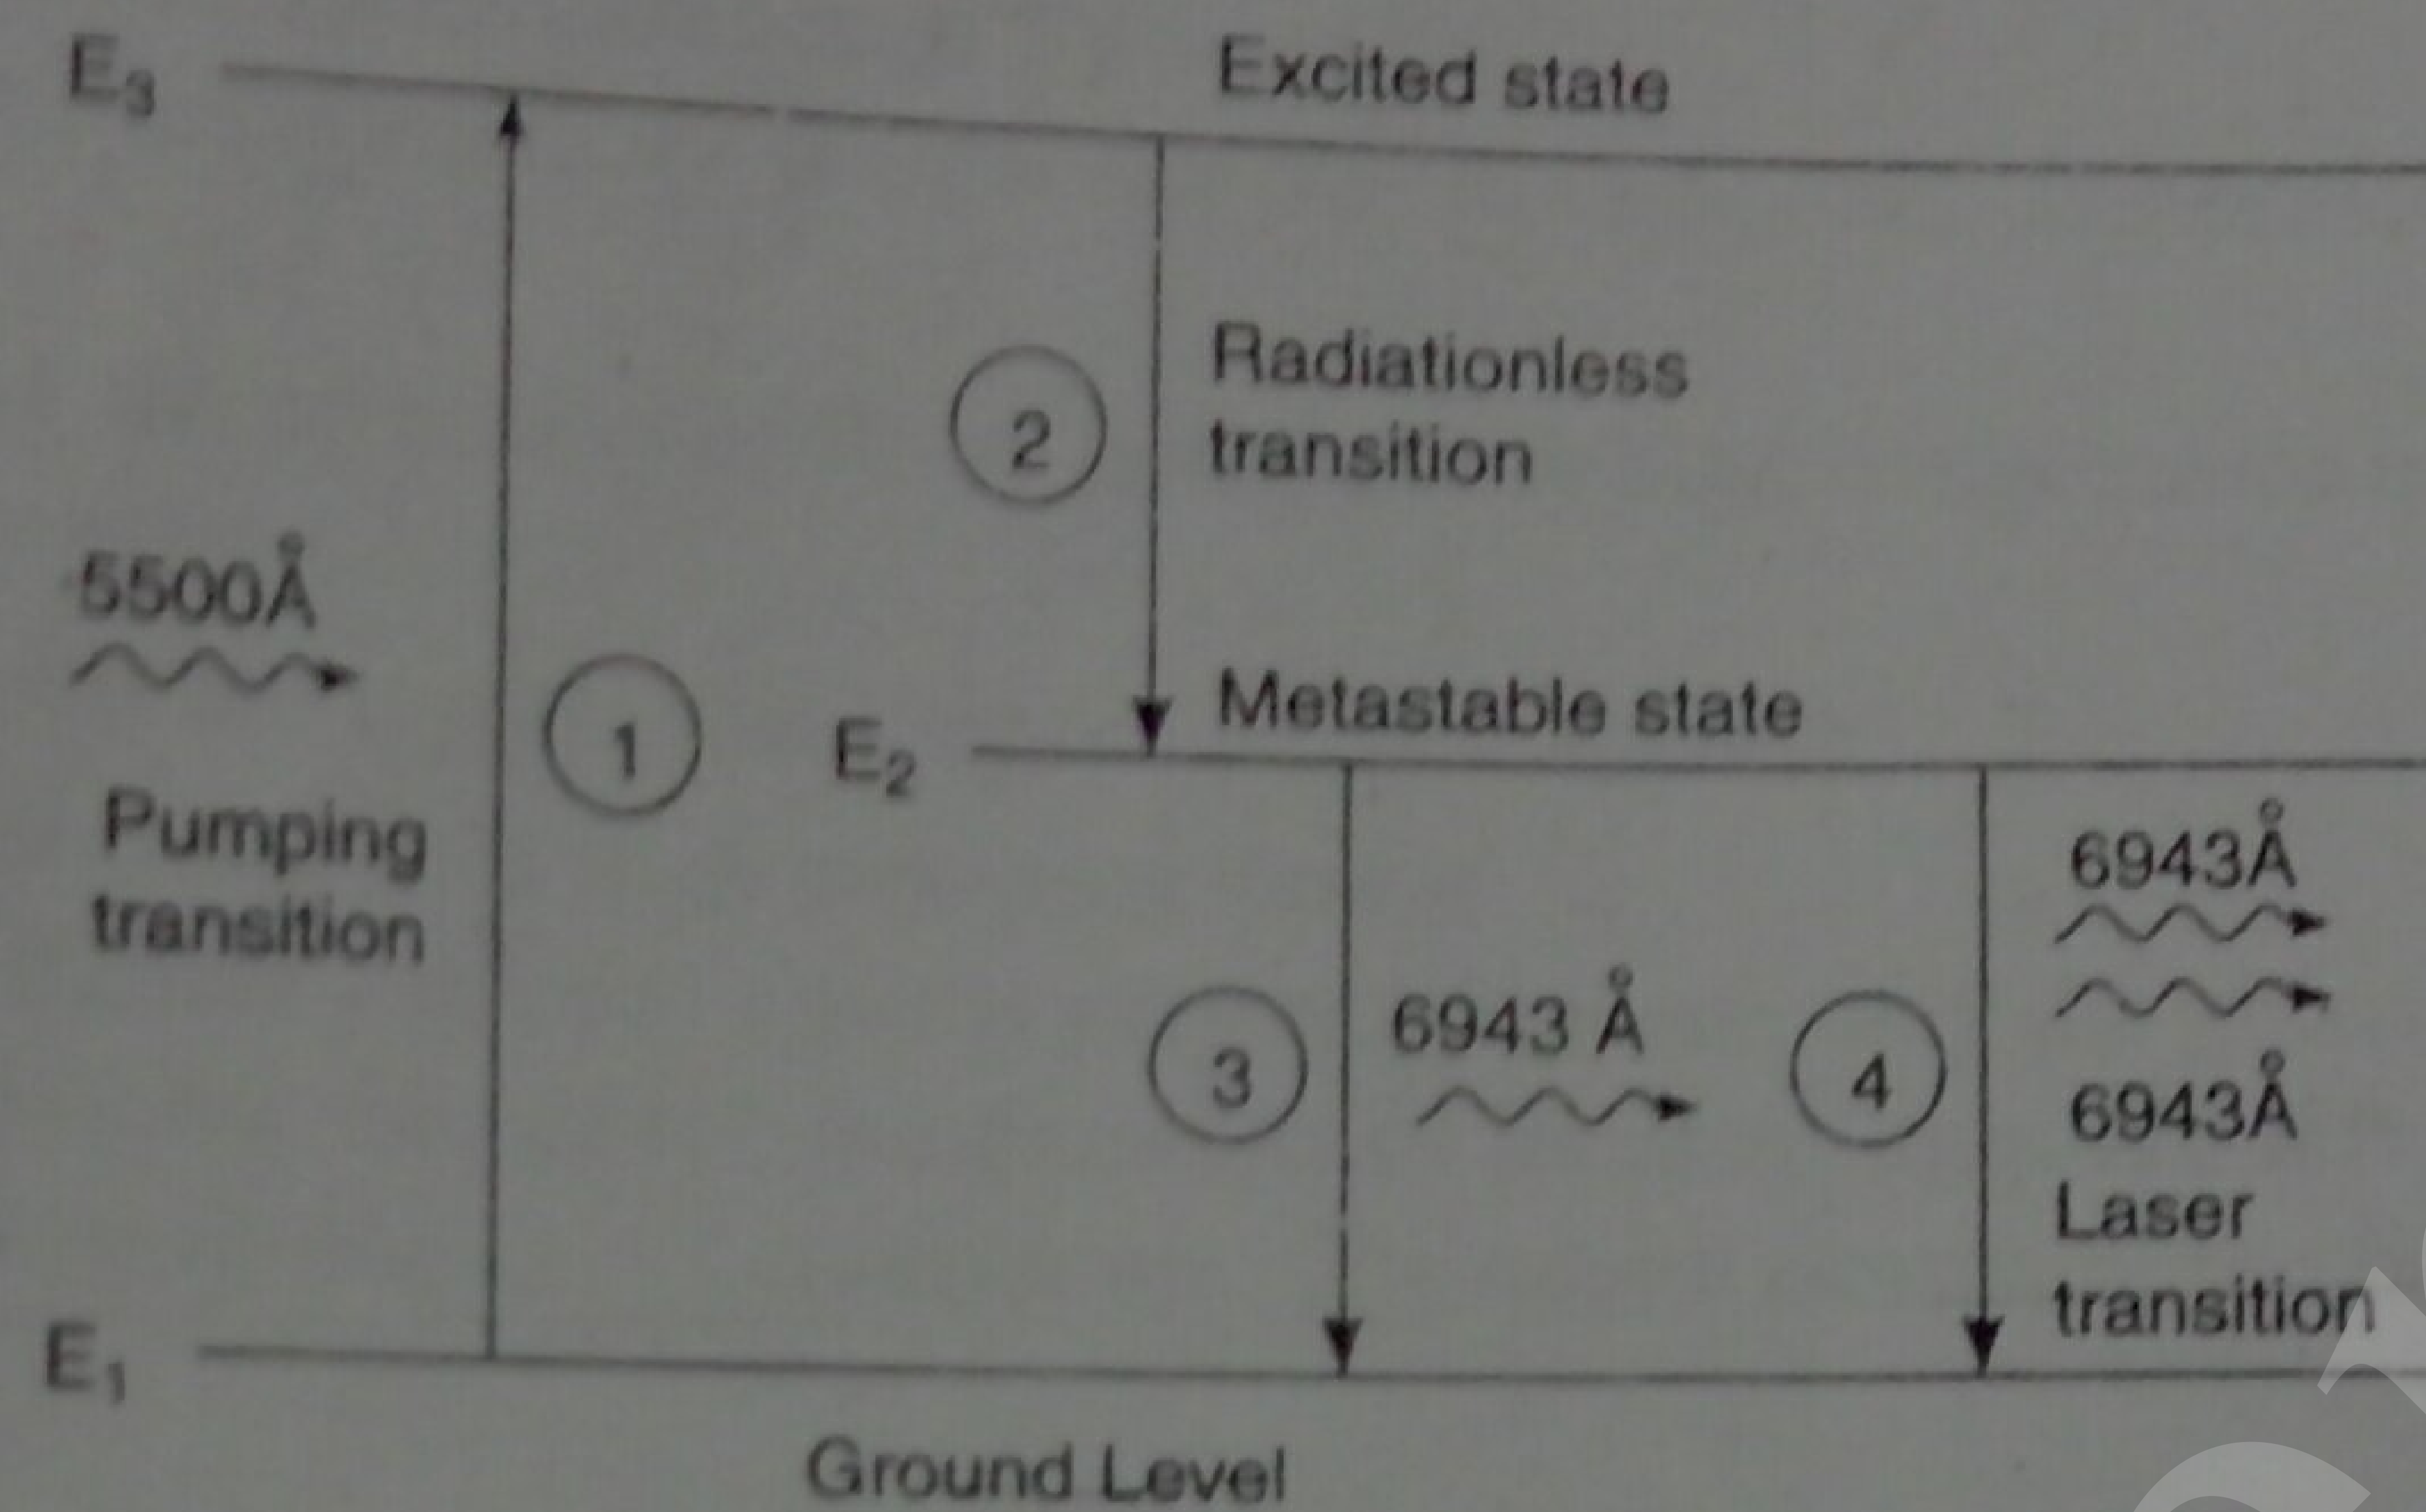 E₃
Excited state
2
Radiationless
transition
5500Å
1
Pumping
transition
E₂
Metastable state
3
6943 Å
4
6943Å
6943Å
Laser
transition
E₁
Ground Level